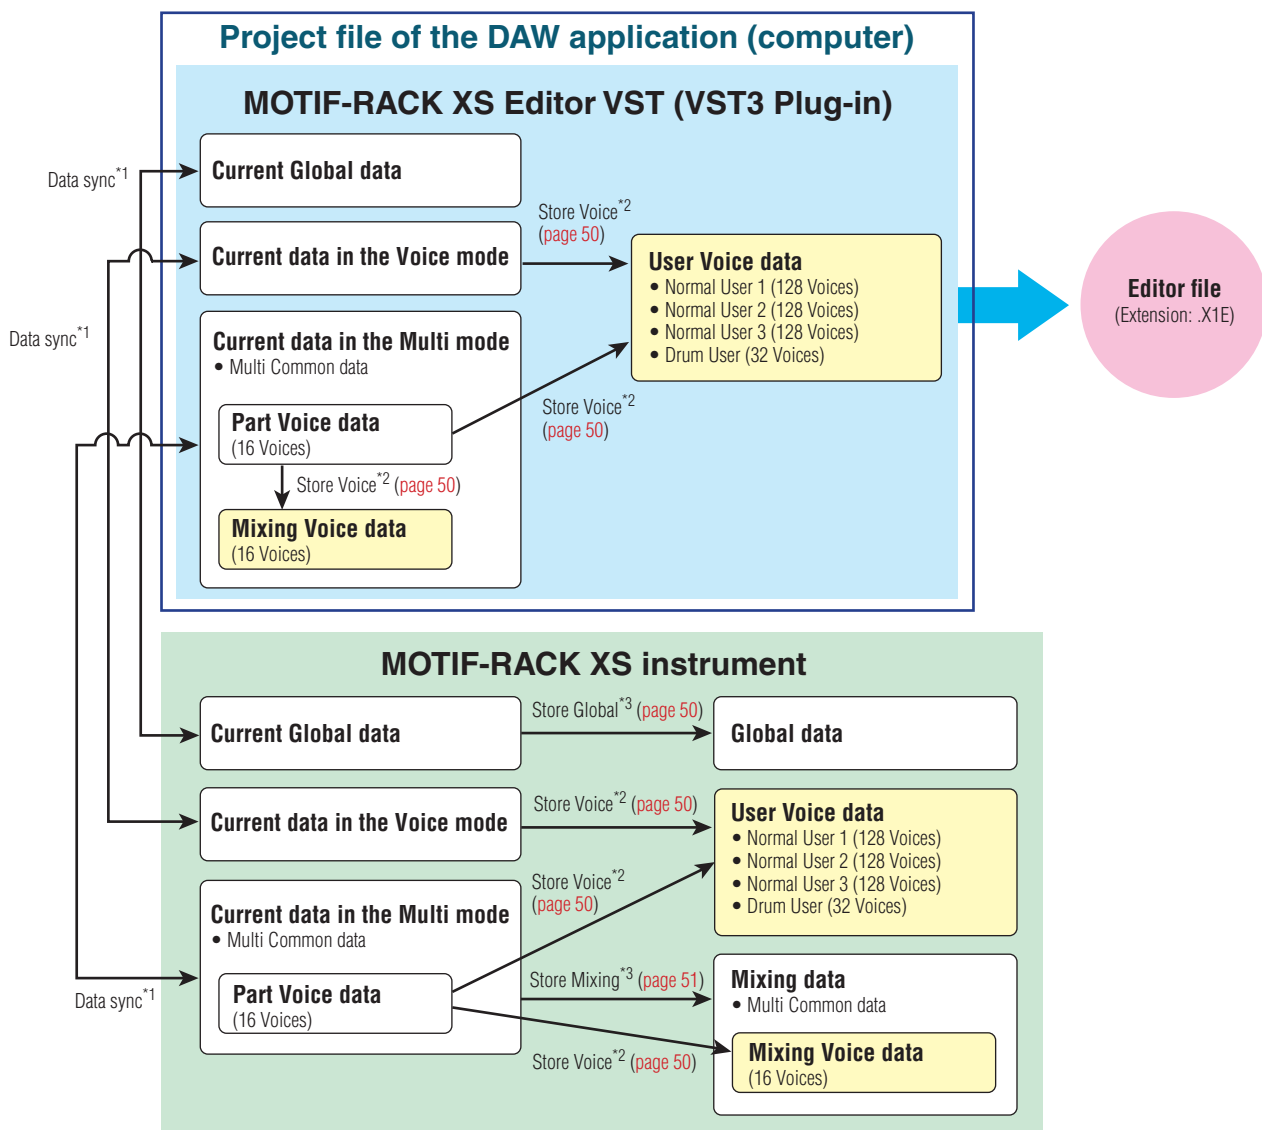 Project file of the DAW application (computer)
MOTIF-RACK XS Editor VST (VST3 Plug-in)
Data sync*1
Current Global data
Current data in the Voice mode
Store Voice*2
(page 50)
User Voice data
• Normal User 1 (128 Voices)
• Normal User 2 (128 Voices)
• Normal User 3 (128 Voices)
• Drum User (32 Voices)
Editor file
(Extension: .X1E)
Data sync*1
Current data in the Multi mode
• Multi Common data
Part Voice data
(16 Voices)
Store Voice*2
(page 50)
Store Voice*2 (page 50)
Mixing Voice data
(16 Voices)
MOTIF-RACK XS instrument
Current Global data
Store Global*3 (page 50)
Global data
Current data in the Voice mode
Store Voice*2 (page 50)
User Voice data
• Normal User 1 (128 Voices)
• Normal User 2 (128 Voices)
• Normal User 3 (128 Voices)
• Drum User (32 Voices)
Store Voice*2
(page 50)
Current data in the Multi mode
• Multi Common data
Part Voice data
(16 Voices)
Data sync*1
Store Mixing*3 (page 51)
Mixing data
• Multi Common data
Store Voice*2 (page 50)
Mixing Voice data
(16 Voices)